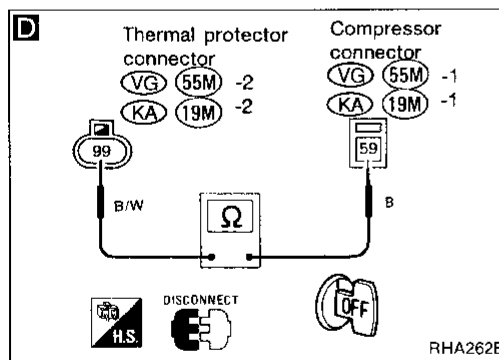 D
Thermal protector
connector
VG 55M -2
KA 19M -2
Compressor
connector
VG 55M -1
KA 19M -1
99
59
B/W
Ω
B
H.S.
DISCONNECT
OFF
RHA262E